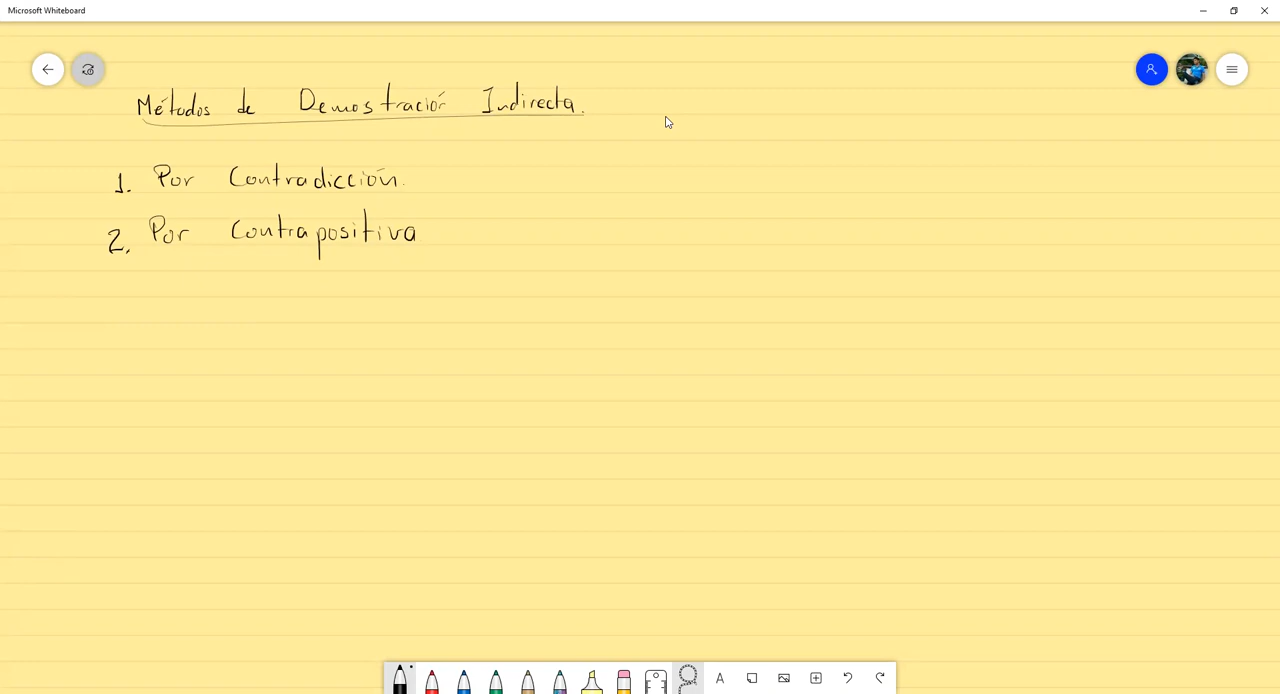 Microsoft Whiteboard
Métodos de Demostración Indirecta.
1. Por Contradicción.
2. Por Contrapositiva
A